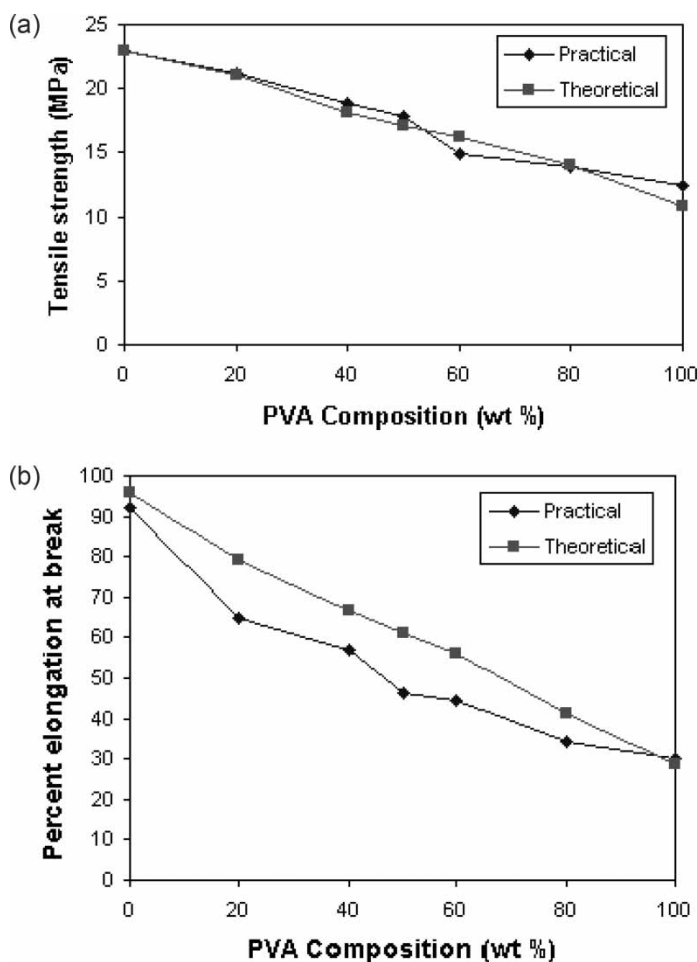 (a)
25
20
15
10
5
0
Tensile strength (MPa)
Practical
Theoretical
0 20 40 60 80 100
PVA Composition (wt %)
(b)
100
90
80
70
60
50
40
30
20
10
0
Percent elongation at break
Practical
Theoretical
0 20 40 60 80 100
PVA Composition (wt %)